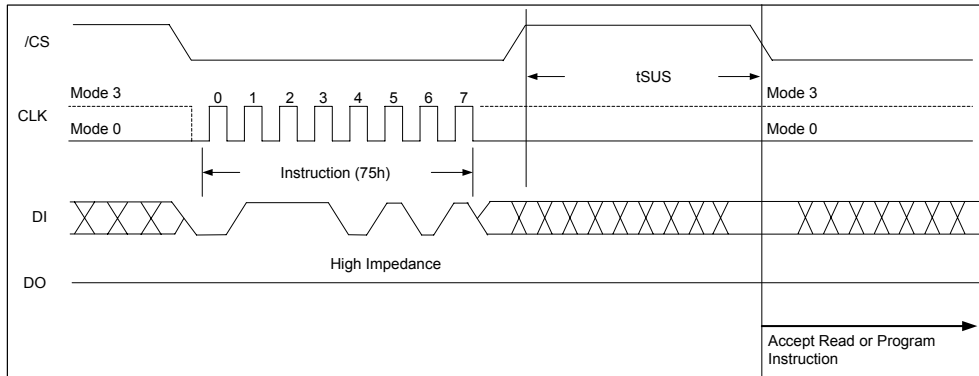 /CS
tSUS
Mode 3
0 1 2 3 4 5 6 7
Mode 3
CLK
Mode 0
Mode 0
Instruction (75h)
DI
High Impedance
DO
Accept Read or Program
Instruction